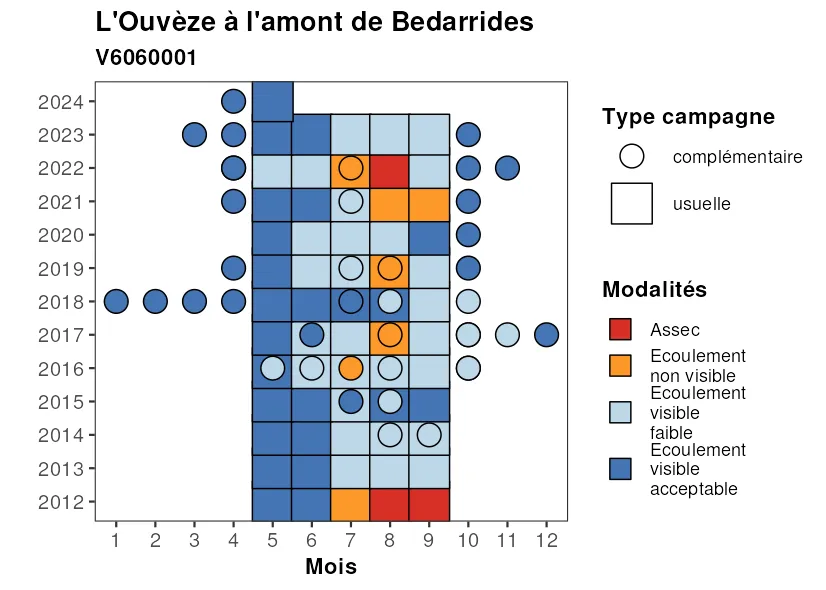 L'Ouvèze à l'amont de Bedarrides
V6060001
2024
2023
2022
2021
2020
2019
2018
2017
2016
2015
2014
2013
2012
1 2 3 4 5 6 7 8 9 10 11 12
Mois
Type campagne
complémentaire
usuelle
Modalités
Assec
Ecoulement
non visible
Ecoulement
visible
faible
Ecoulement
visible
acceptable